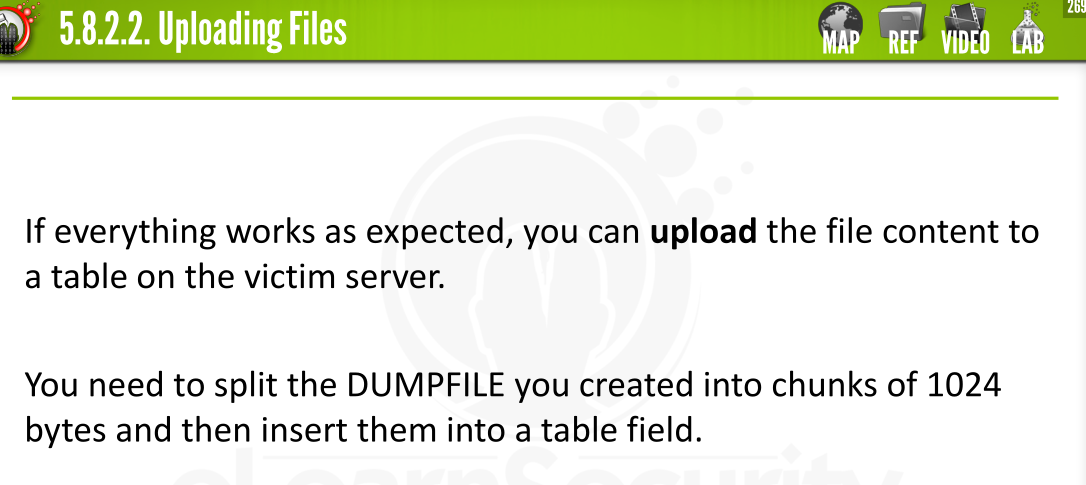 5.8.2.2. Uploading Files
MAP
REF
VIDEO
LAB
269
If everything works as expected, you can upload the file content to
a table on the victim server.
You need to split the DUMPFILE you created into chunks of 1024
bytes and then insert them into a table field.
eLearnSecurity